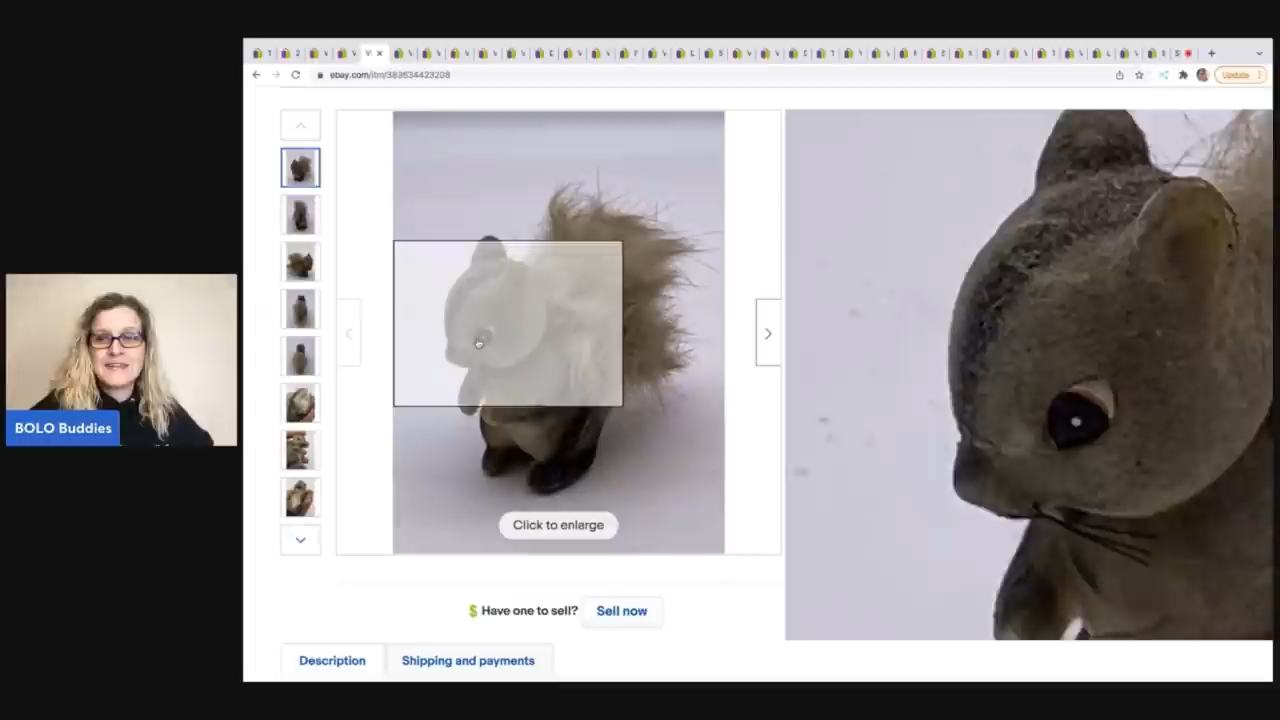 ebay.com/itm/383634423208
Update
BOLO Buddies
Click to enlarge
$ Have one to sell? Sell now
Description
Shipping and payments